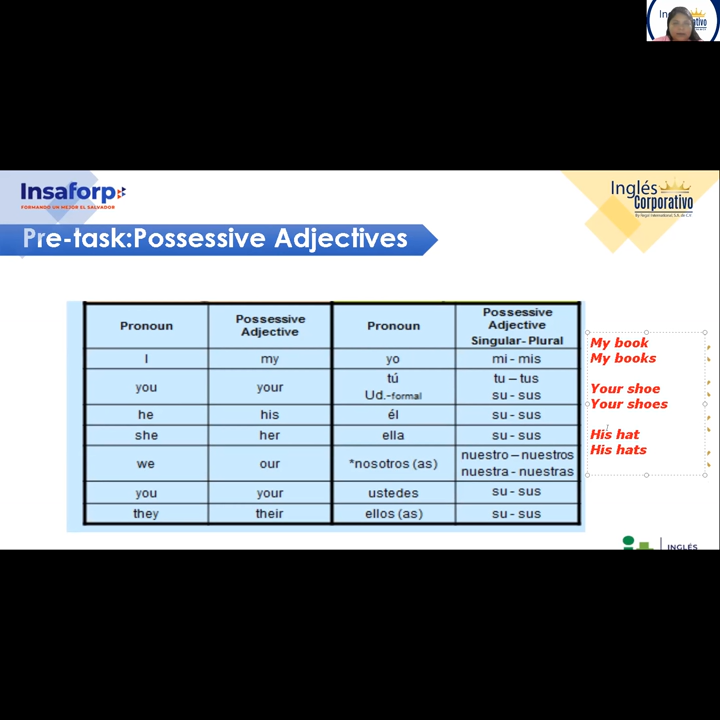 Insaforp
FORMANDO UN MEJOR EL SALVADOR
Inglés
Corporativo
Pre-task:Possessive Adjectives
Pronoun Possessive Adjective Pronoun Possessive Adjective Singular- Plural
I my yo mi - mis
you your tú tu – tus
Ud.-formal su - sus
he his él su - sus
she her ella su - sus
we our *nosotros (as) nuestro – nuestros
nuestra - nuestras
you your ustedes su - sus
they their ellos (as) su - sus
My book
My books
Your shoe
Your shoes
His hat
His hats
INGLÉS